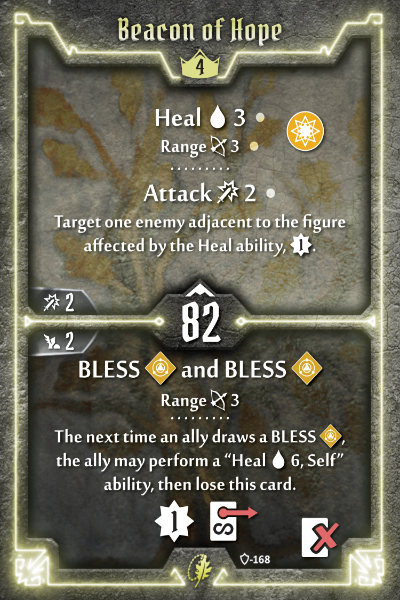 Beacon of Hope
4
Heal 3
Range 3
Attack 2
Target one enemy adjacent to the figure
affected by the Heal ability, 1.
2
82
2
BLESS and BLESS
Range 3
The next time an ally draws a BLESS ,
the ally may perform a “Heal 6, Self”
ability, then lose this card.
1
S
-168